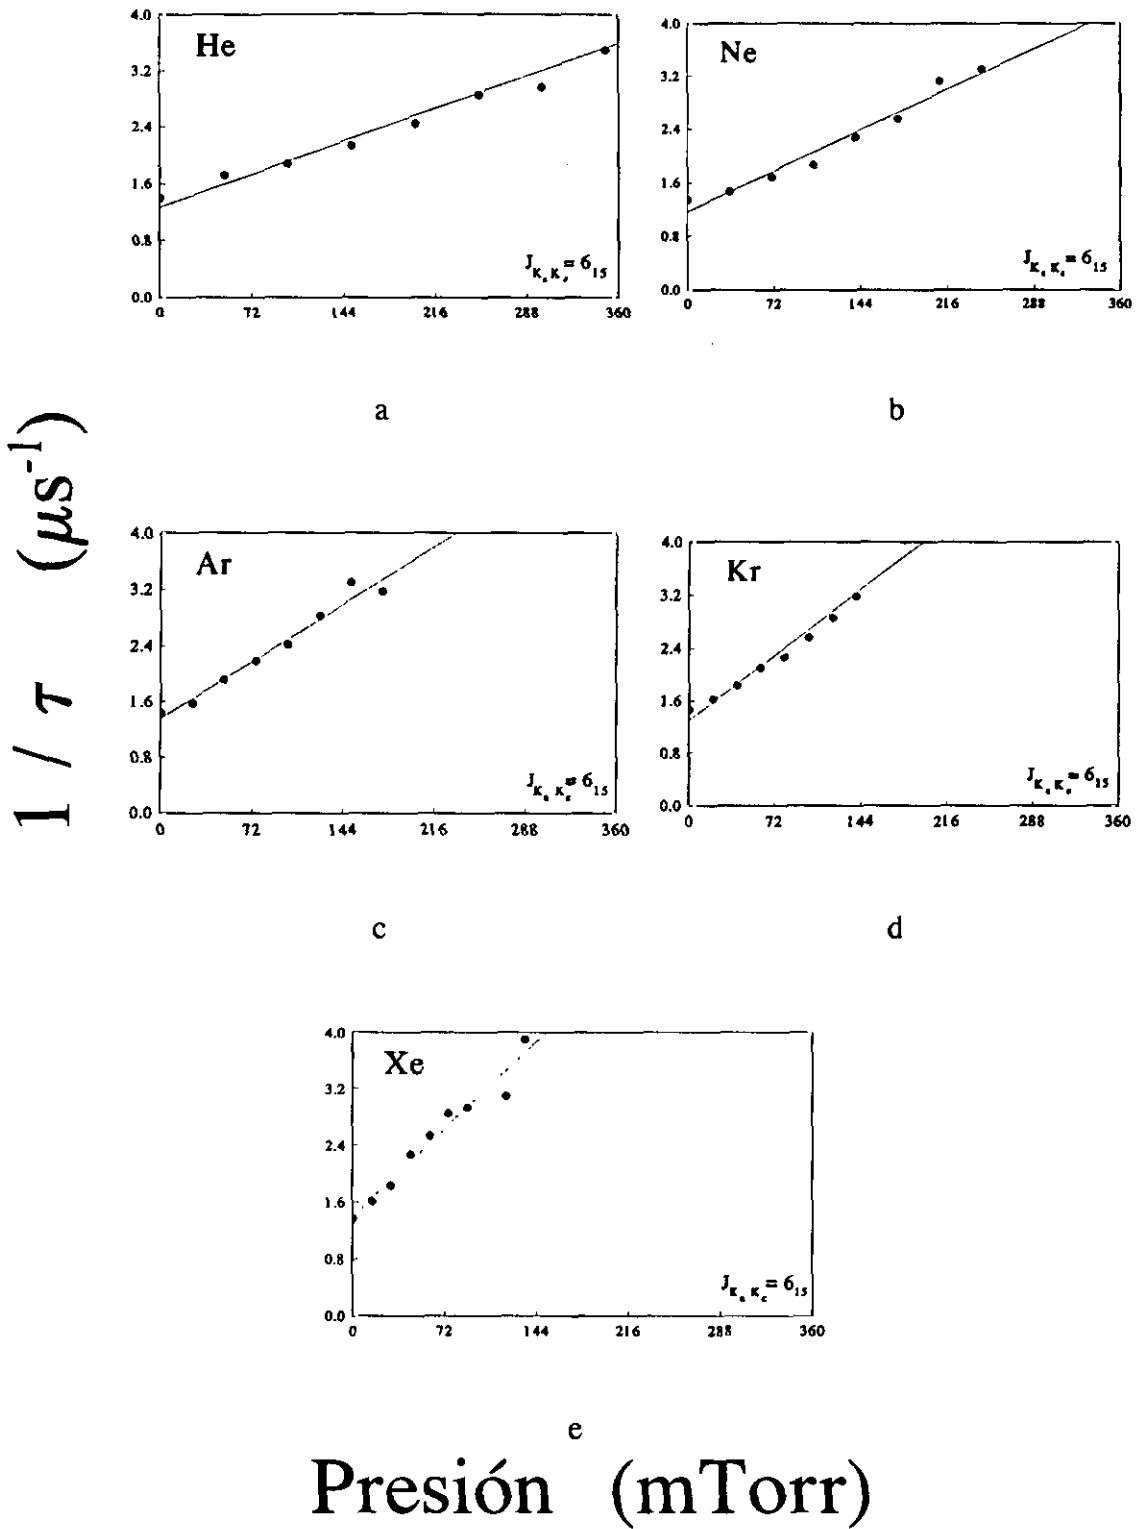 1 / τ (μs⁻¹)
4.0
3.2
2.4
1.6
0.8
0.0
He
J_{K_a K_c} = 6_{15}
0 72 144 216 288 360
a
4.0
3.2
2.4
1.6
0.8
0.0
Ne
J_{K_a K_c} = 6_{15}
0 72 144 216 288 360
b
4.0
3.2
2.4
1.6
0.8
0.0
Ar
J_{K_a K_c} = 6_{15}
0 72 144 216 288 360
c
4.0
3.2
2.4
1.6
0.8
0.0
Kr
J_{K_a K_c} = 6_{15}
0 72 144 216 288 360
d
4.0
3.2
2.4
1.6
0.8
0.0
Xe
J_{K_a K_c} = 6_{15}
0 72 144 216 288 360
e
Presión (mTorr)